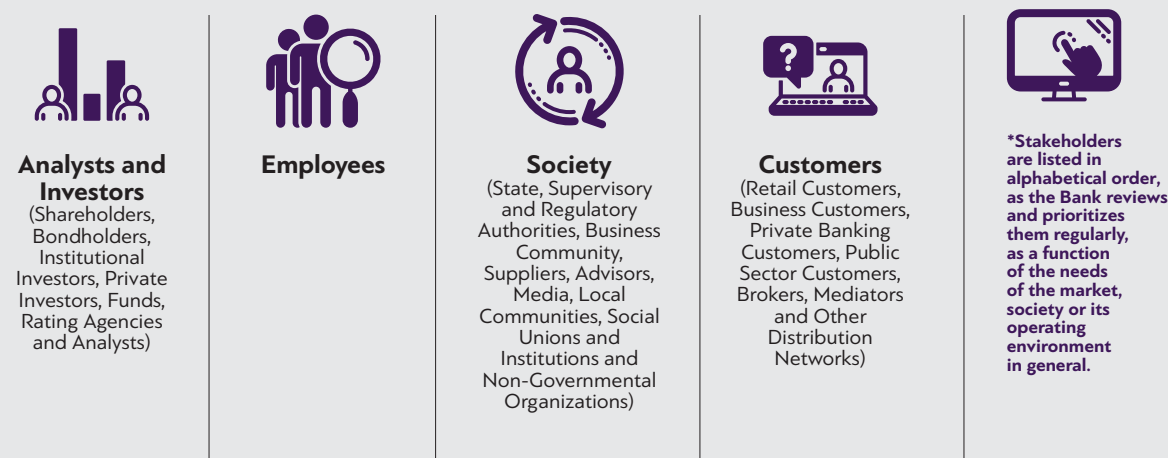 ?
Analysts and
Investors
(Shareholders,
Bondholders,
Institutional
Investors, Private
Investors, Funds,
Rating Agencies
and Analysts)
Employees
Society
(State, Supervisory
and Regulatory
Authorities, Business
Community,
Suppliers, Advisors,
Media, Local
Communities, Social
Unions and
Institutions and
Non-Governmental
Organizations)
Customers
(Retail Customers,
Business Customers,
Private Banking
Customers, Public
Sector Customers,
Brokers, Mediators
and Other
Distribution
Networks)
*Stakeholders
are listed in
alphabetical order,
as the Bank reviews
and prioritizes
them regularly,
as a function
of the needs
of the market,
society or its
operating
environment
in general.